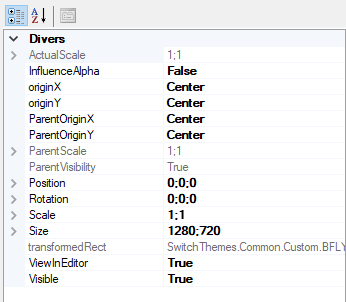 Divers
ActualScale 1;1
InfluenceAlpha False
originX Center
originY Center
ParentOriginX Center
ParentOriginY Center
ParentScale 1;1
ParentVisibility True
Position 0;0;0
Rotation 0;0;0
Scale 1;1
Size 1280;720
transformedRect SwitchThemes.Common.Custom.BFLY
ViewInEditor True
Visible True